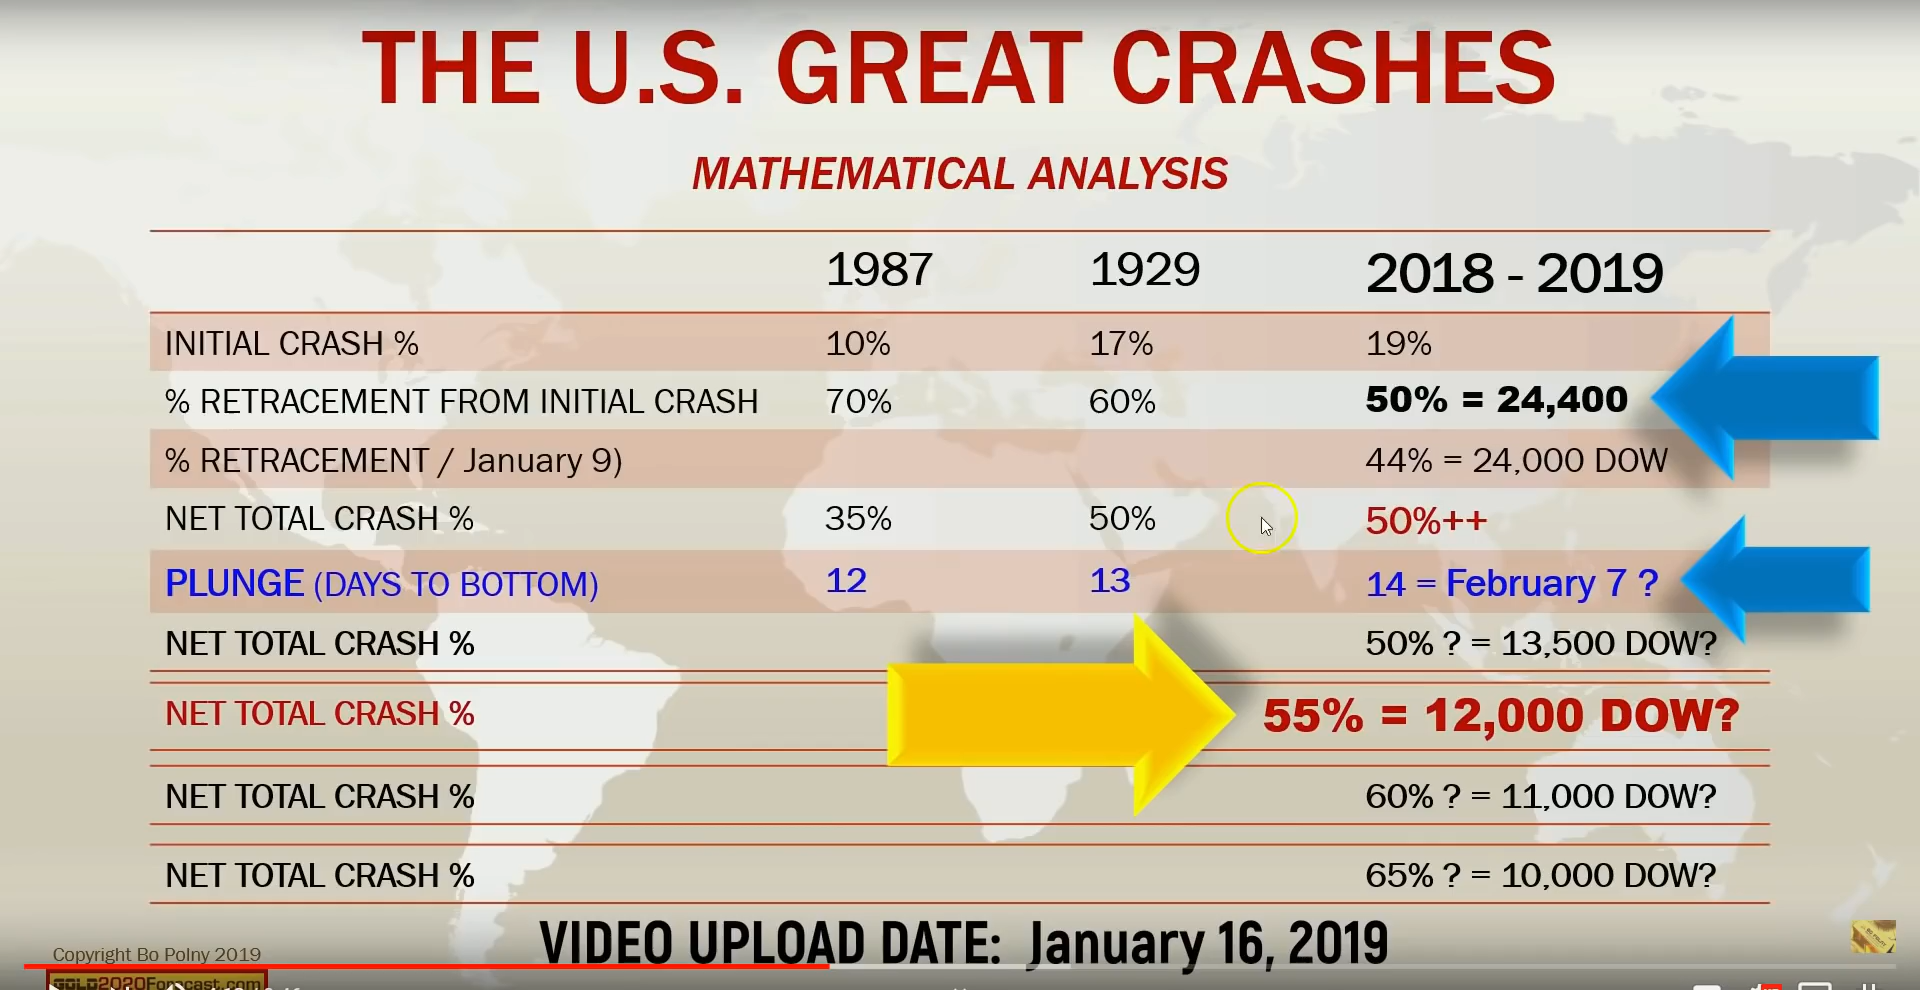 THE U.S. GREAT CRASHES
MATHEMATICAL ANALYSIS
1987 1929 2018 - 2019
INITIAL CRASH % 10% 17% 19%
% RETRACEMENT FROM INITIAL CRASH 70% 60% 50% = 24,400
% RETRACEMENT / January 9) 44% = 24,000 DOW
NET TOTAL CRASH % 35% 50% 50%++
PLUNGE (DAYS TO BOTTOM) 12 13 14 = February 7 ?
NET TOTAL CRASH % 50% ? = 13,500 DOW?
NET TOTAL CRASH % 55% = 12,000 DOW?
NET TOTAL CRASH % 60% ? = 11,000 DOW?
NET TOTAL CRASH % 65% ? = 10,000 DOW?
VIDEO UPLOAD DATE: January 16, 2019
Copyright Bo Polny 2019
GOLD2020Forecast.com